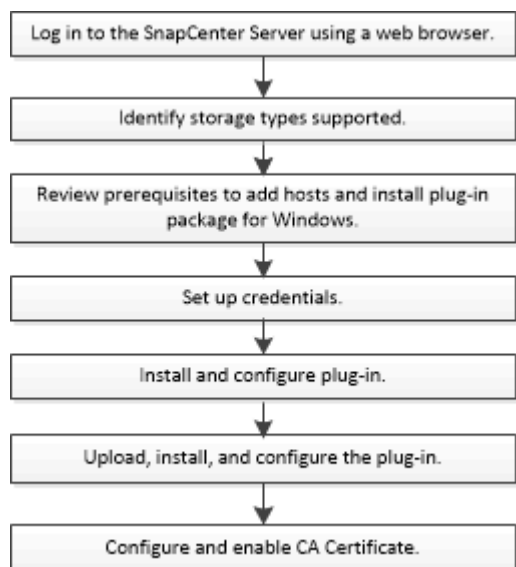 Log in to the SnapCenter Server using a web browser.
Identify storage types supported.
Review prerequisites to add hosts and install plug-in
package for Windows.
Set up credentials.
Install and configure plug-in.
Upload, install, and configure the plug-in.
Configure and enable CA Certificate.